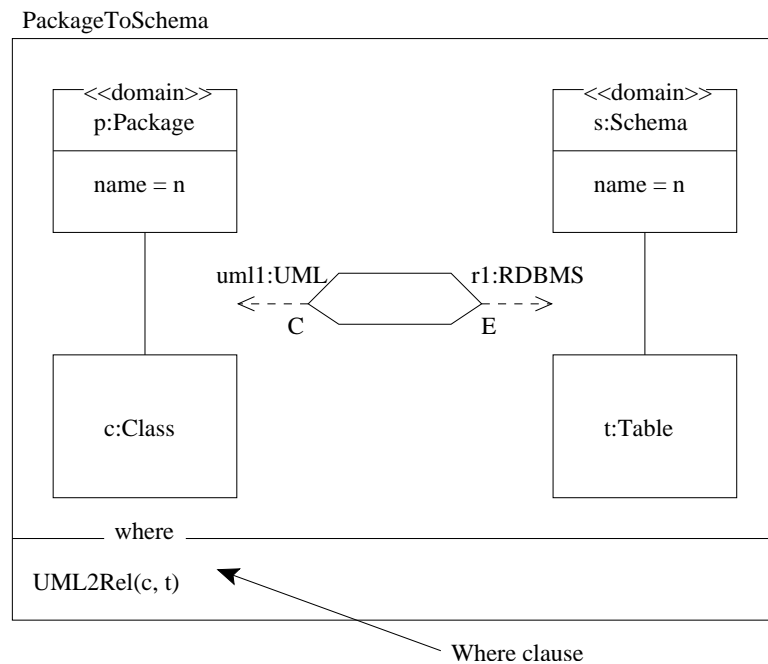 PackageToSchema
<<domain>>
p:Package
name = n
<<domain>>
s:Schema
name = n
uml1:UML
r1:RDBMS
C
E
c:Class
t:Table
where
UML2Rel(c, t)
Where clause